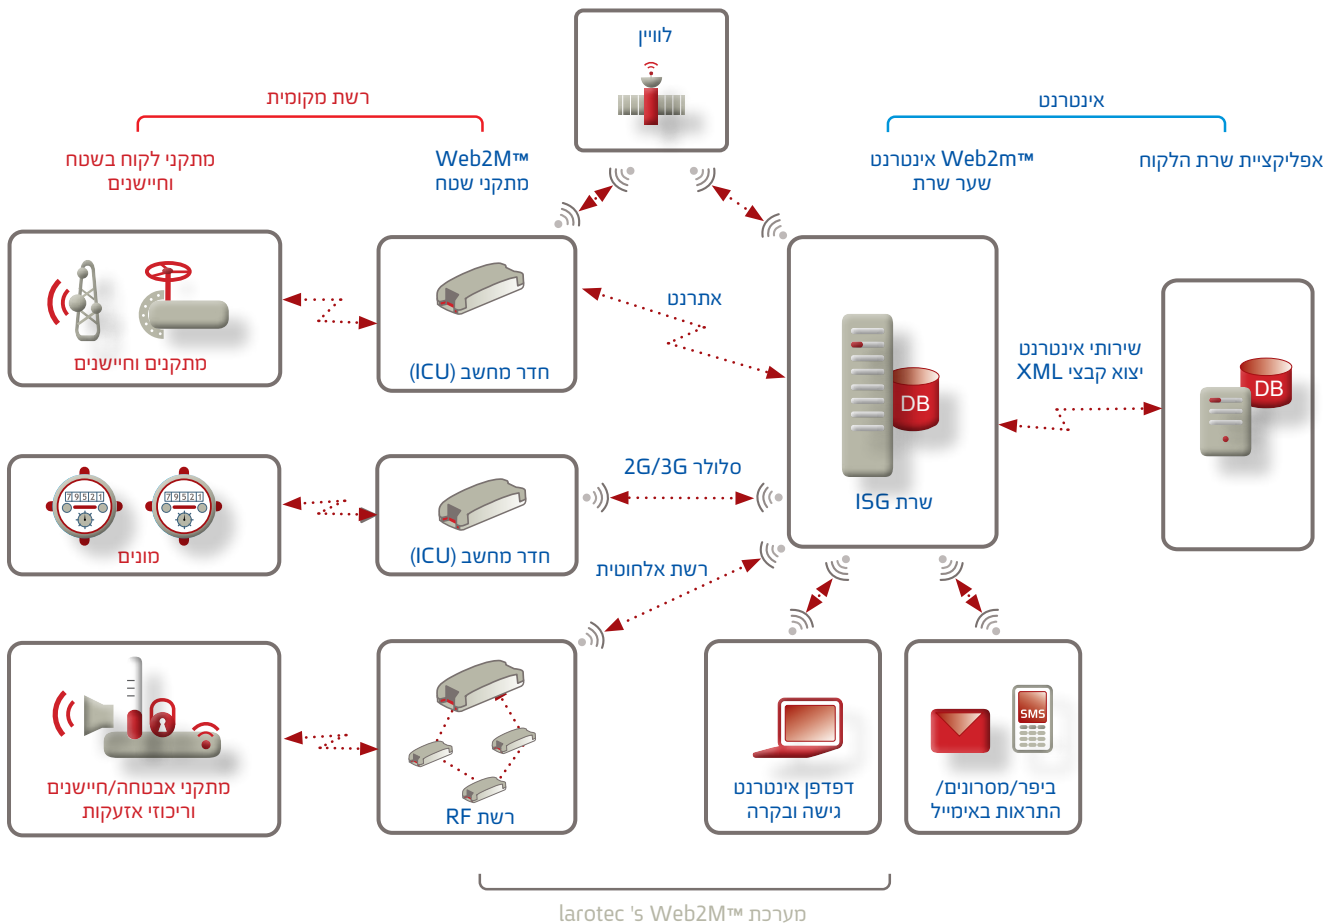 לוויין
אינטרנט
רשת מקומית
אפליקציית שרת הלקוח
Web2m™ אינטרנט
שער שרת
Web2M™
מתקני שטח
מתקני לקוח בשטח
וחיישנים
אתרנט
שירותי אינטרנט
יצוא קבצי XML
DB
DB
שרת ISG
חדר מחשב (ICU)
מתקנים וחיישנים
סלולר 2G/3G
חדר מחשב (ICU)
79521
79521
מונים
רשת אלחוטית
רשת RF
מתקני אבטחה/חיישנים
וריכוזי אזעקות
SMS
ביפר/מסרונים/
התראות באימייל
דפדפן אינטרנט
גישה ובקרה
מערכת larotec 's Web2M™